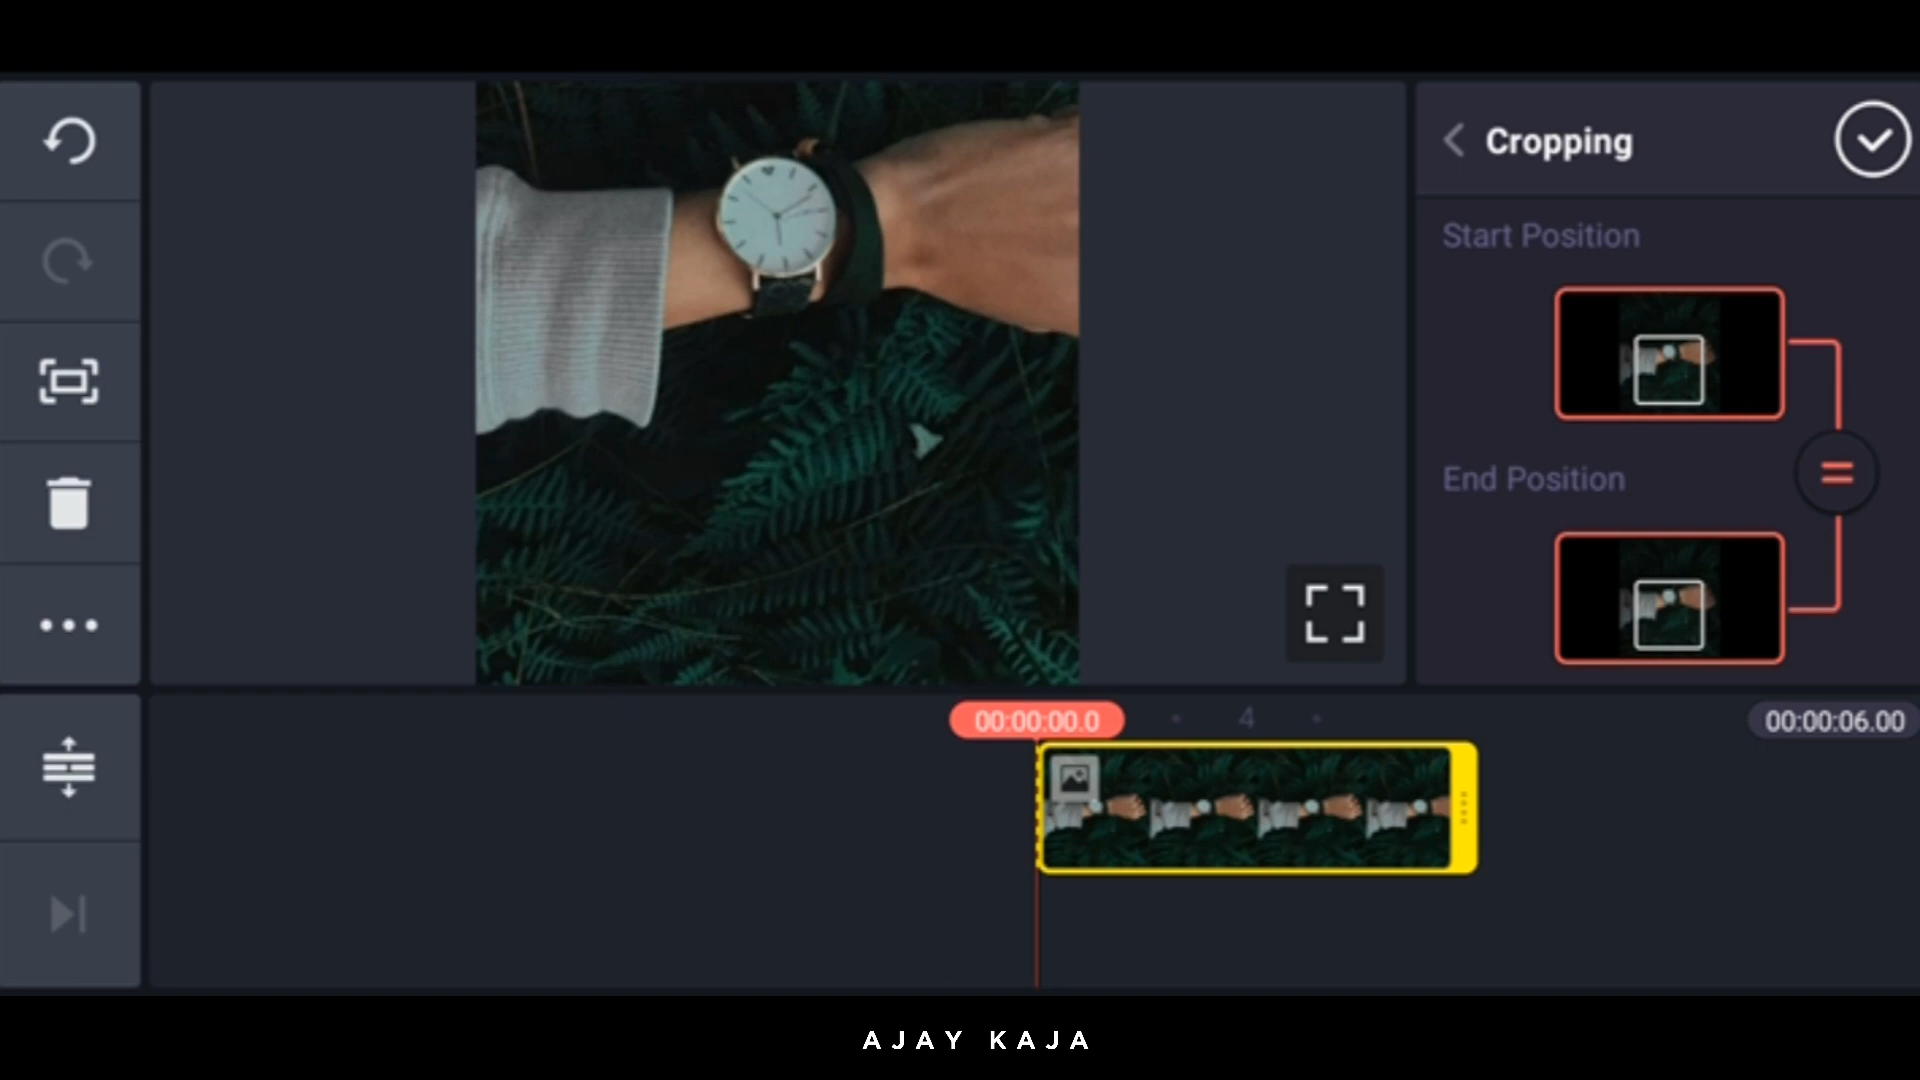 Cropping
Start Position
End Position
00:00:00.0
4
00:00:06.00
AJAY KAJA